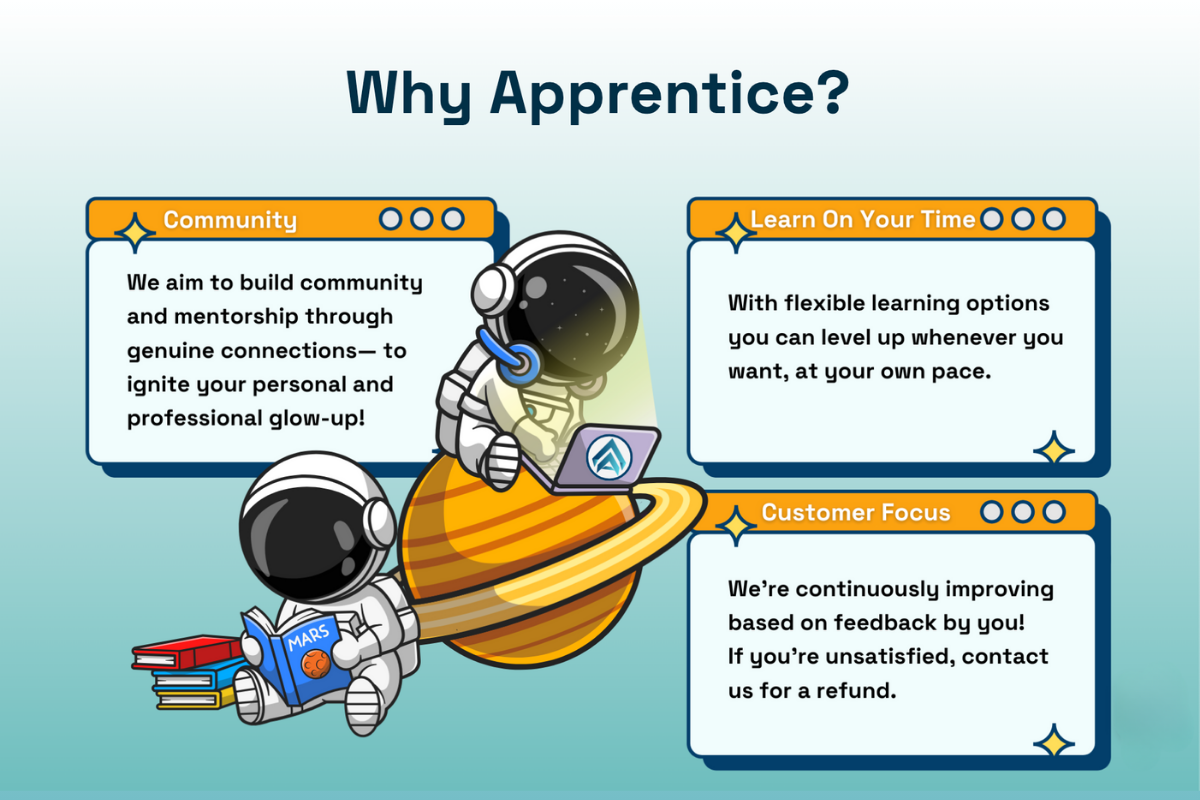 Why Apprentice?
Community
We aim to build community
and mentorship through
genuine connections— to
ignite your personal and
professional glow-up!
Learn On Your Time
With flexible learning options
you can level up whenever you
want, at your own pace.
Customer Focus
We’re continuously improving
based on feedback by you!
If you’re unsatisfied, contact
us for a refund.
MARS